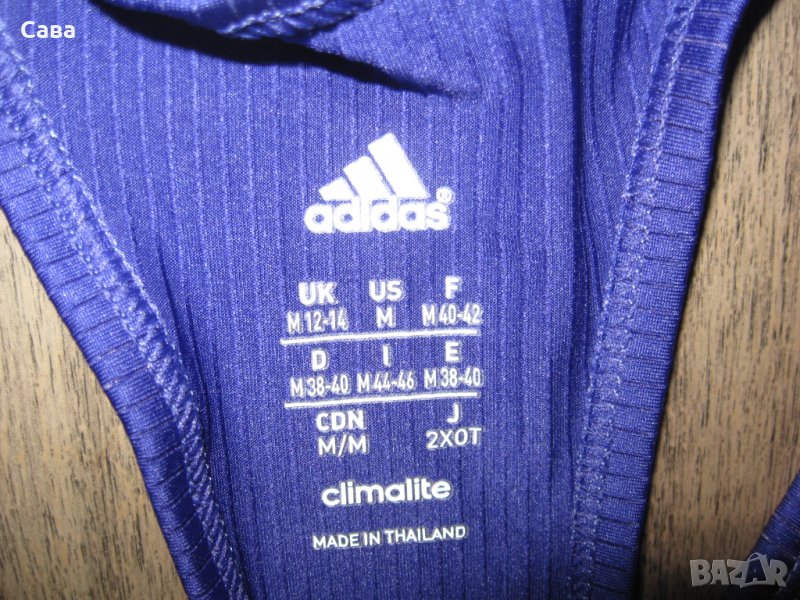 Сава
adidas®
UK US F
M 12-14 M M 40-42
D I E
M 38-40 M 44-46 M 38-40
CDN J
M/M 2XOT
climalite
MADE IN THAILAND
BAZAR